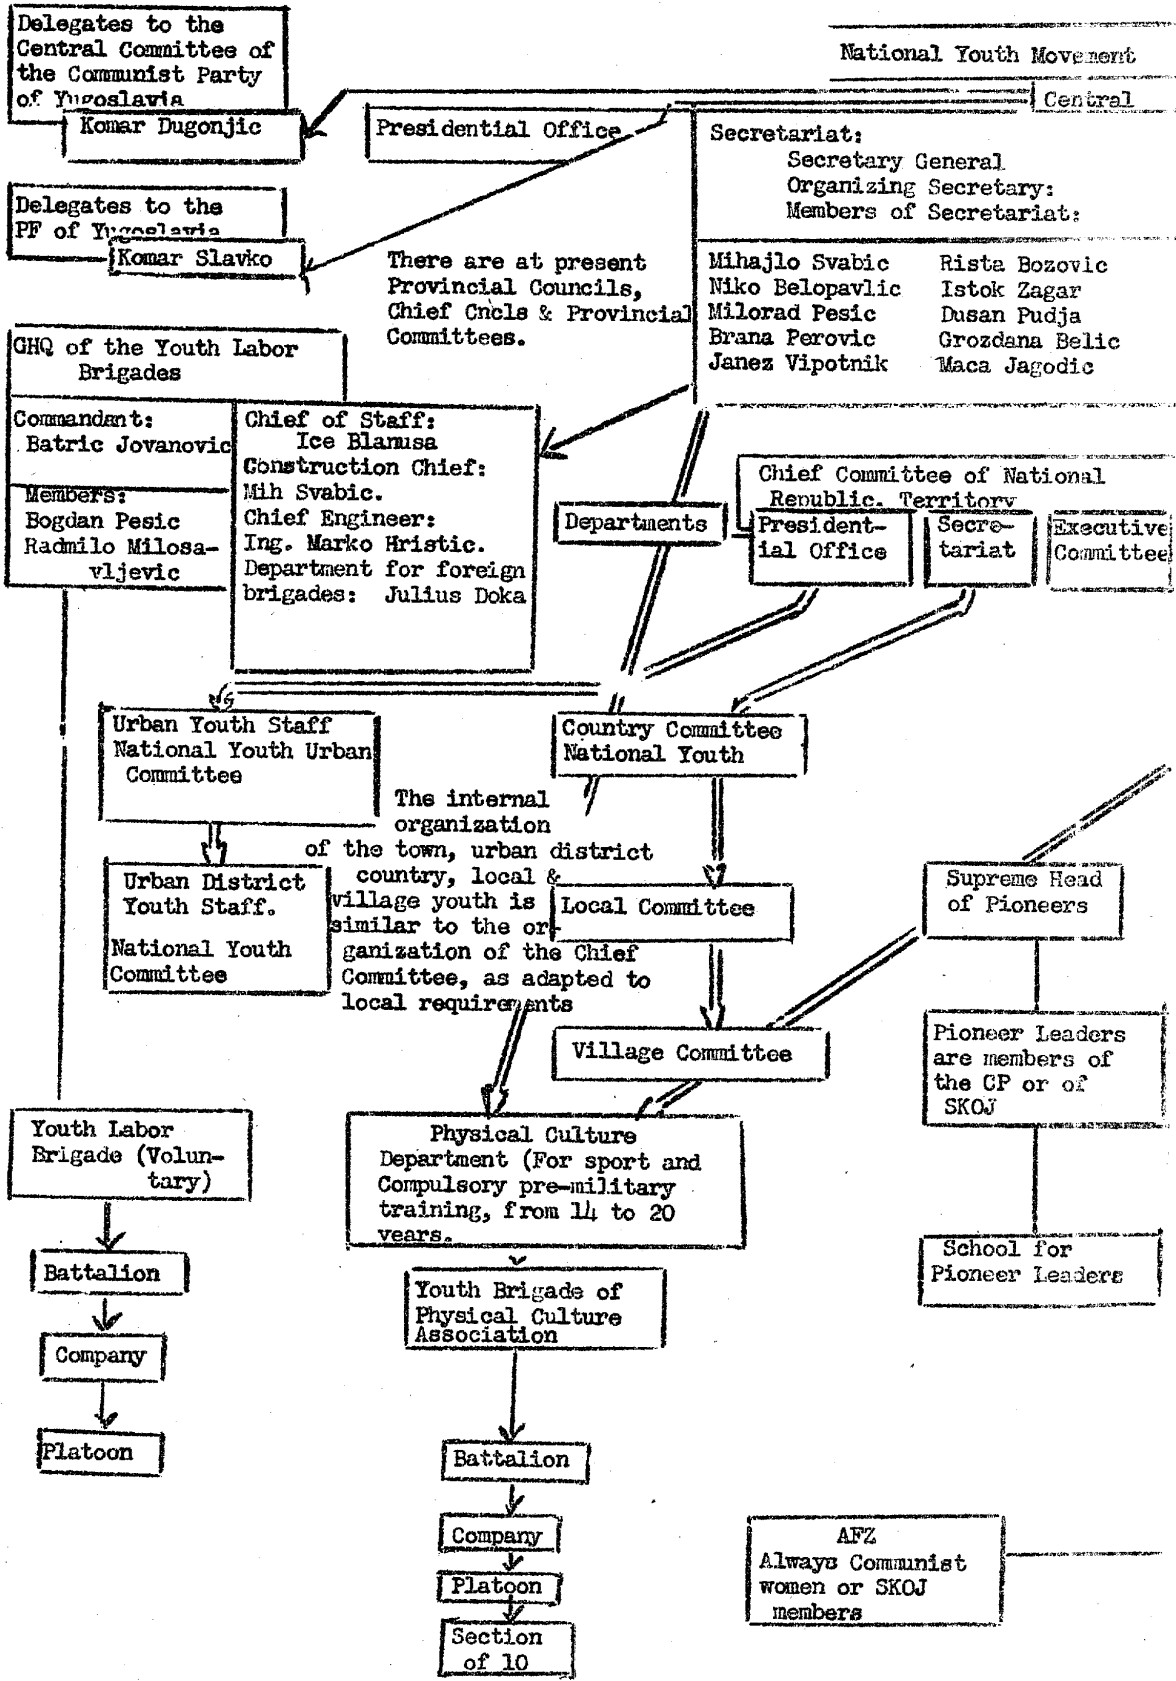 Delegates to the
Central Committee of
the Communist Party
of Yugoslavia
Komar Dugonjic
Presidential Office
National Youth Movement
Central
Secretariat:
Secretary General
Organizing Secretary:
Members of Secretariat:
Delegates to the
PF of Yugoslavia
Komar Slavko
There are at present
Provincial Councils,
Chief Cncls & Provincial
Committees.
Mihajlo Svabic Rista Bozovic
Niko Belopavlic Istok Zagar
Milorad Pesic Dusan Pudja
Brana Perovic Grozdana Belic
Janez Vipotnik Maca Jagodic
GHQ of the Youth Labor
Brigades
Commandant:
Batric Jovanovic
Members:
Bogdan Pesic
Radmilo Milosa-
vljevic
Chief of Staff:
Ice Blanusa
Construction Chief:
Mih Svabic.
Chief Engineer:
Ing. Marko Hristic.
Department for foreign
brigades: Julius Doka
Departments
Chief Committee of National
Republic. Territory
President-
ial Office
Secre-
tariat
Executive
Committee
Urban Youth Staff
National Youth Urban
Committee
Country Committee
National Youth
The internal
organization
of the town, urban district
country, local &
village youth is
similar to the or-
ganization of the Chief
Committee, as adapted to
local requirements
Urban District
Youth Staff.
National Youth
Committee
Local Committee
Supreme Head
of Pioneers
Village Committee
Pioneer Leaders
are members of
the CP or of
SKOJ
Youth Labor
Brigade (Volun-
tary)
Physical Culture
Department (For sport and
Compulsory pre-military
training, from 14 to 20
years.
School for
Pioneer Leaders
Battalion
Youth Brigade of
Physical Culture
Association
Company
Platoon
Battalion
Company
Platoon
Section
of 10
AFZ
Always Communist
women or SKOJ
members